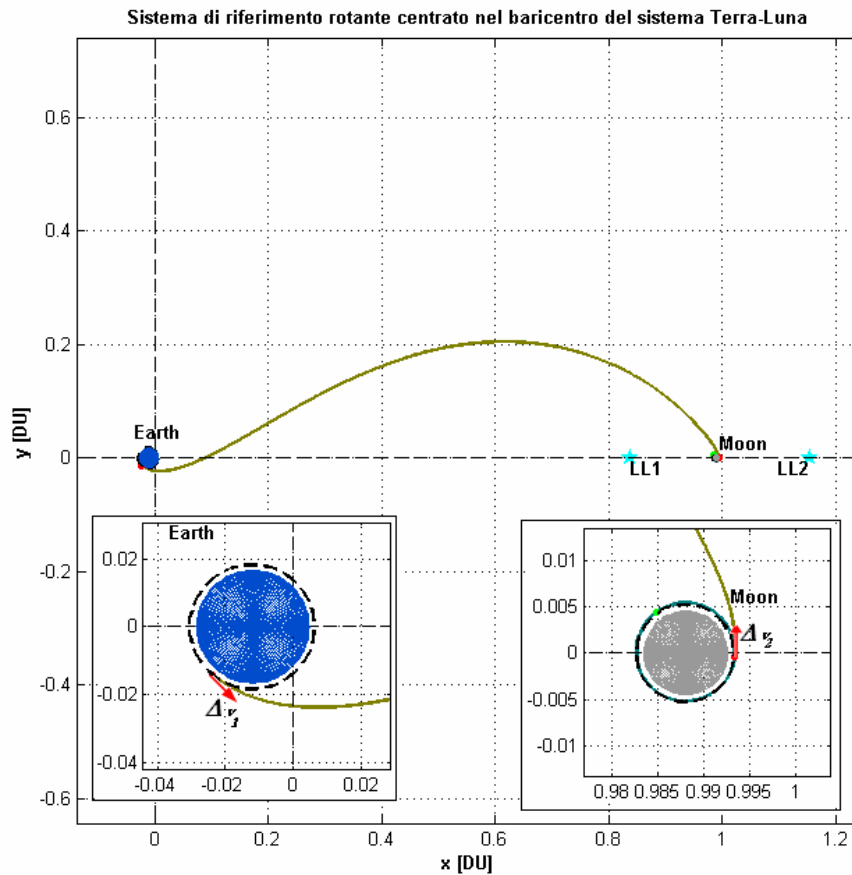 Sistema di riferimento rotante centrato nel baricentro del sistema Terra-Luna
y [DU]
0.6
0.4
0.2
0
-0.2
-0.4
-0.6
Earth
Moon
LL1
LL2
Earth
0.02
0
-0.02
-0.04
Δv1
-0.04
-0.02
0
0.02
0.01
0.005
0
-0.005
-0.01
Moon
Δv2
0.98
0.985
0.99
0.995
1
0
0.2
0.4
0.6
0.8
1
1.2
x [DU]